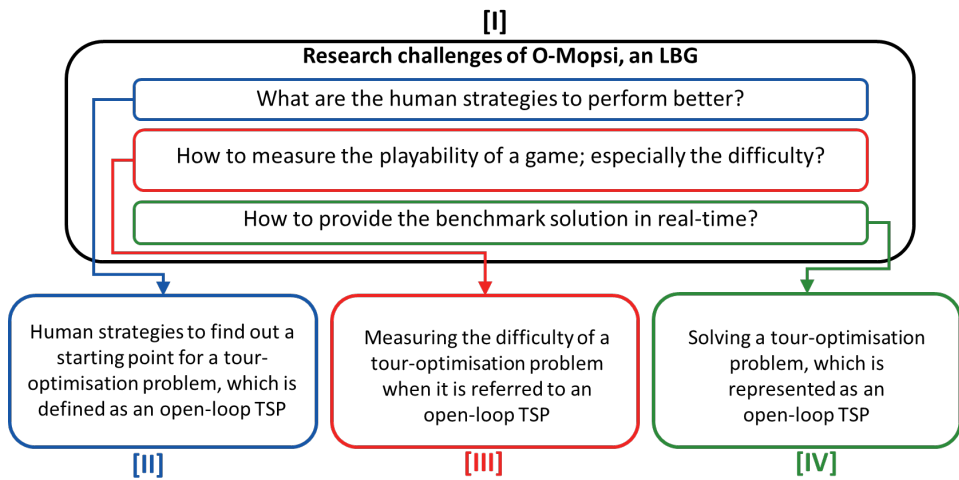 [I]
Research challenges of O-Mopsi, an LBG
What are the human strategies to perform better?
How to measure the playability of a game; especially the difficulty?
How to provide the benchmark solution in real-time?
Human strategies to find out a
starting point for a tour-
optimisation problem, which is
defined as an open-loop TSP
[II]
Measuring the difficulty of a
tour-optimisation problem
when it is referred to an
open-loop TSP
[III]
Solving a tour-optimisation
problem, which is
represented as an
open-loop TSP
[IV]